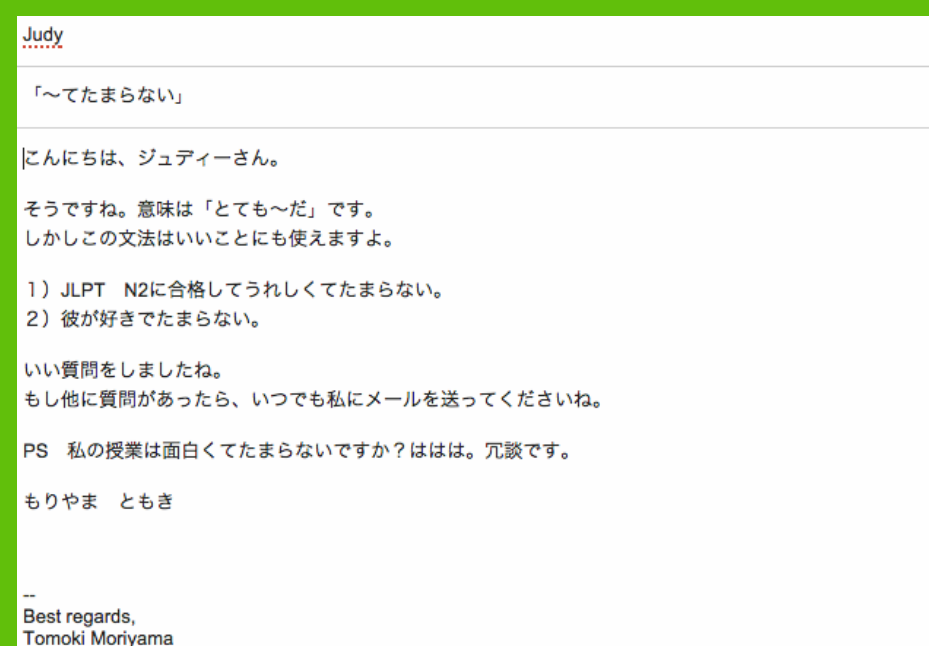 Judy
「〜てたまらない」
こんにちは、ジュディーさん。
そうですね。意味は「とても〜だ」です。
しかしこの文法はいいことにも使えますよ。
１）JLPT　N2に合格してうれしくてたまらない。
２）彼が好きでたまらない。
いい質問をしましたね。
もし他に質問があったら、いつでも私にメールを送ってくださいね。
PS　私の授業は面白くてたまらないですか？ははは。冗談です。
もりやま　ともき
--
Best regards,
Tomoki Moriyama